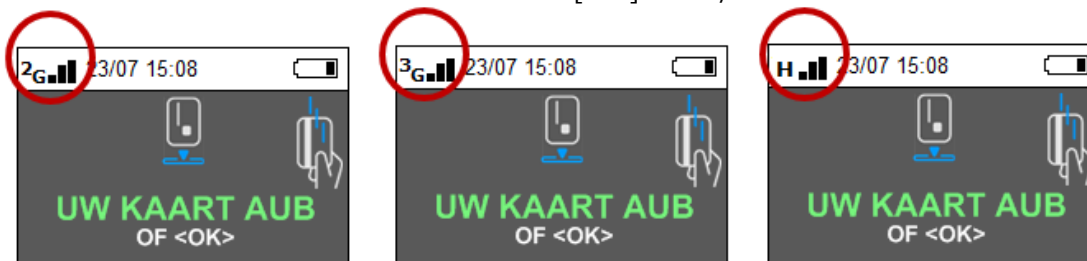 2G 23/07 15:08
UW KAART AUB
OF <OK>
3G 23/07 15:08
UW KAART AUB
OF <OK>
H 23/07 15:08
UW KAART AUB
OF <OK>